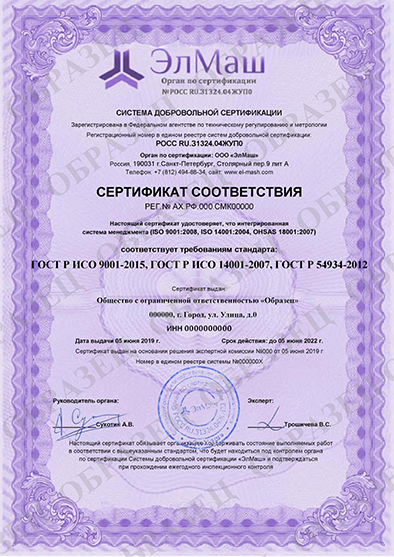 ЭлМаш
Орган по сертификации
№РОСС RU.31324.04ЖУП0
СИСТЕМА ДОБРОВОЛЬНОЙ СЕРТИФИКАЦИИ
Зарегистрирована в Федеральном агентстве по техническому регулированию и метрологии
Регистрационный номер в едином реестре систем добровольной сертификации:
РОСС RU.31324.04ЖУП0
Орган по сертификации: ООО «ЭлМаш»
Россия, 190031 г.Санкт-Петербург, Столярный пер.9 лит А
Телефон: +7 (812) 494-88-34, сайт: www.el-mash.com
СЕРТИФИКАТ СООТВЕТСТВИЯ
РЕГ.№ АХ.РФ.000.СМК00000
Настоящий сертификат удостоверяет, что интегрированная
система менеджмента (ISO 9001:2008, ISO 14001:2004, OHSAS 18001:2007)
соответствует требованиям стандарта:
ГОСТ Р ИСО 9001-2015, ГОСТ Р ИСО 14001-2007, ГОСТ Р 54934-2012
Сертификат выдан:
Общество с ограниченной ответственностью «Образец»
000000, г. Город, ул. Улица, д.0
ИНН 0000000000
Дата выдачи 05 июня 2019 г. Срок действия: до 05 июня 2022 г.
Сертификат выдан на основании решения экспертной комиссии №000 от 05 июня 2019 г
Номер в едином реестре системы №000000X
Руководитель органа: Эксперт:
Сукотин А.В. Трошичева В.С.
Настоящий сертификат обязывает организацию поддерживать состояние выполняемых работ
в соответствии с вышеуказанным стандартом, что будет находиться под контролем органа
по сертификации Системы добровольной сертификации «ЭлМаш» и подтверждаться
при прохождении ежегодного инспекционного контроля
ОБРАЗЕЦ